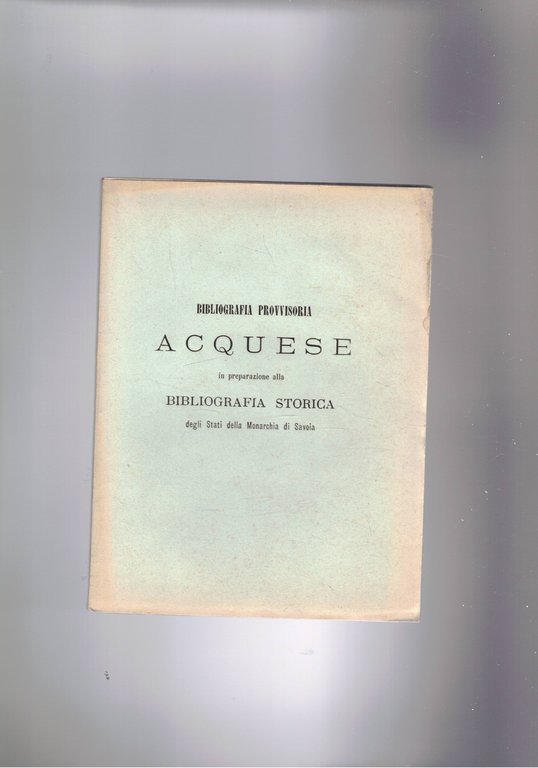 BIBLIOGRAFIA PROVVISORIA
ACQUESE
in preparazione alla
BIBLIOGRAFIA STORICA
degli Stati della Monarchia di Savoia